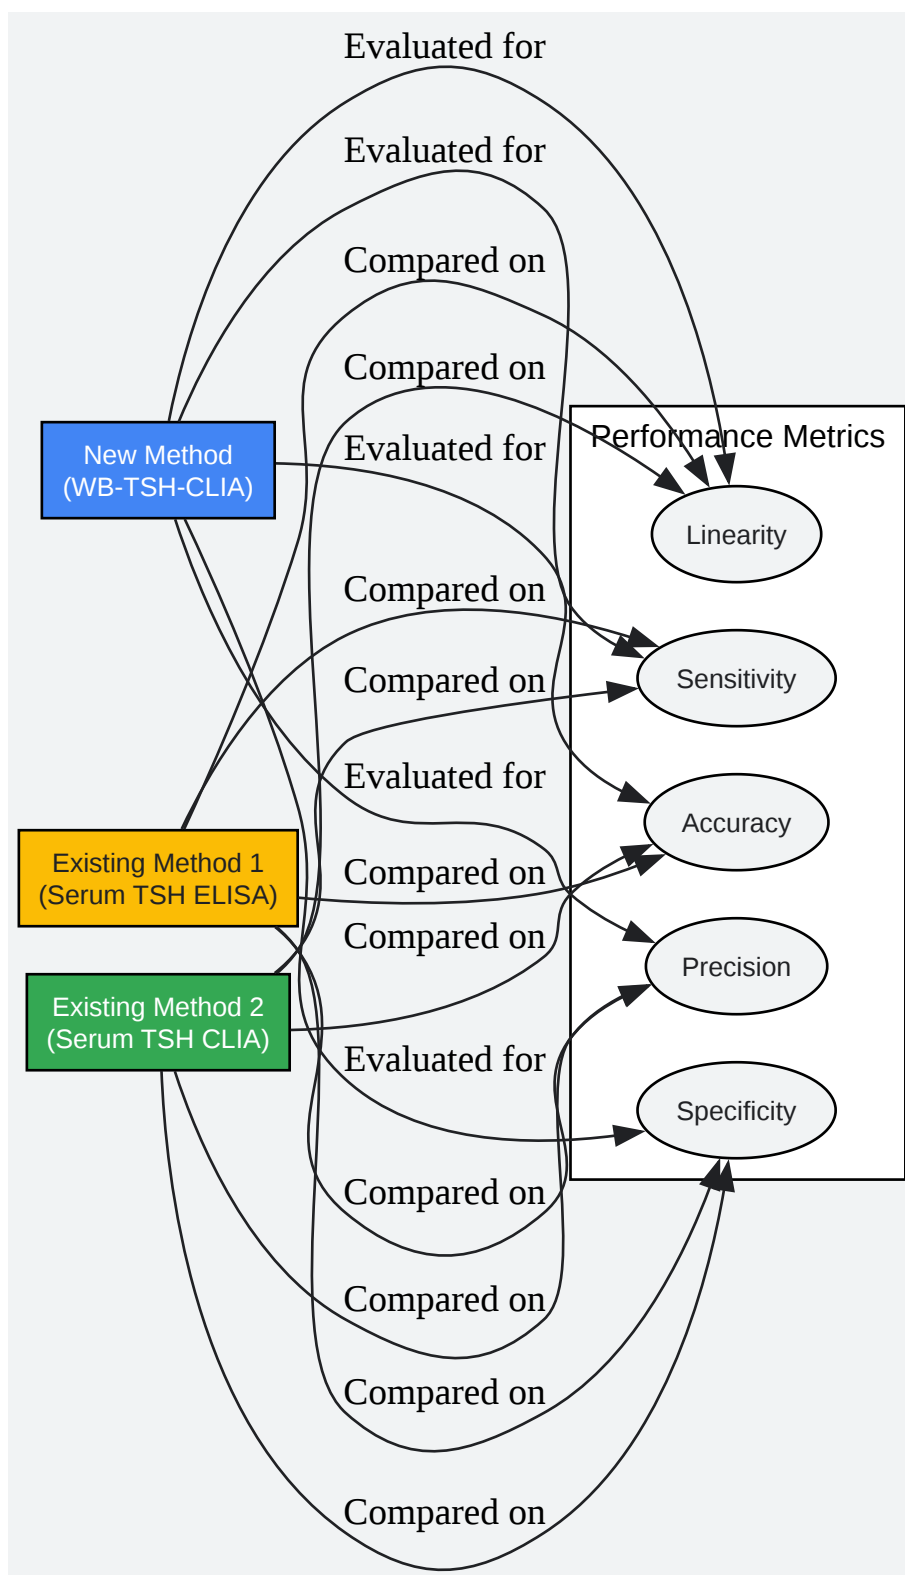 Evaluated for
Evaluated for
Compared on
Compared on
Performance Metrics
Evaluated for
New Method
(WB-TSH-CLIA)
Linearity
Compared on
Compared on
Sensitivity
Evaluated for
Accuracy
Existing Method 1
(Serum TSH ELISA)
Compared on
Compared on
Precision
Existing Method 2
(Serum TSH CLIA)
Evaluated for
Specificity
Compared on
Compared on
Compared on
Compared on